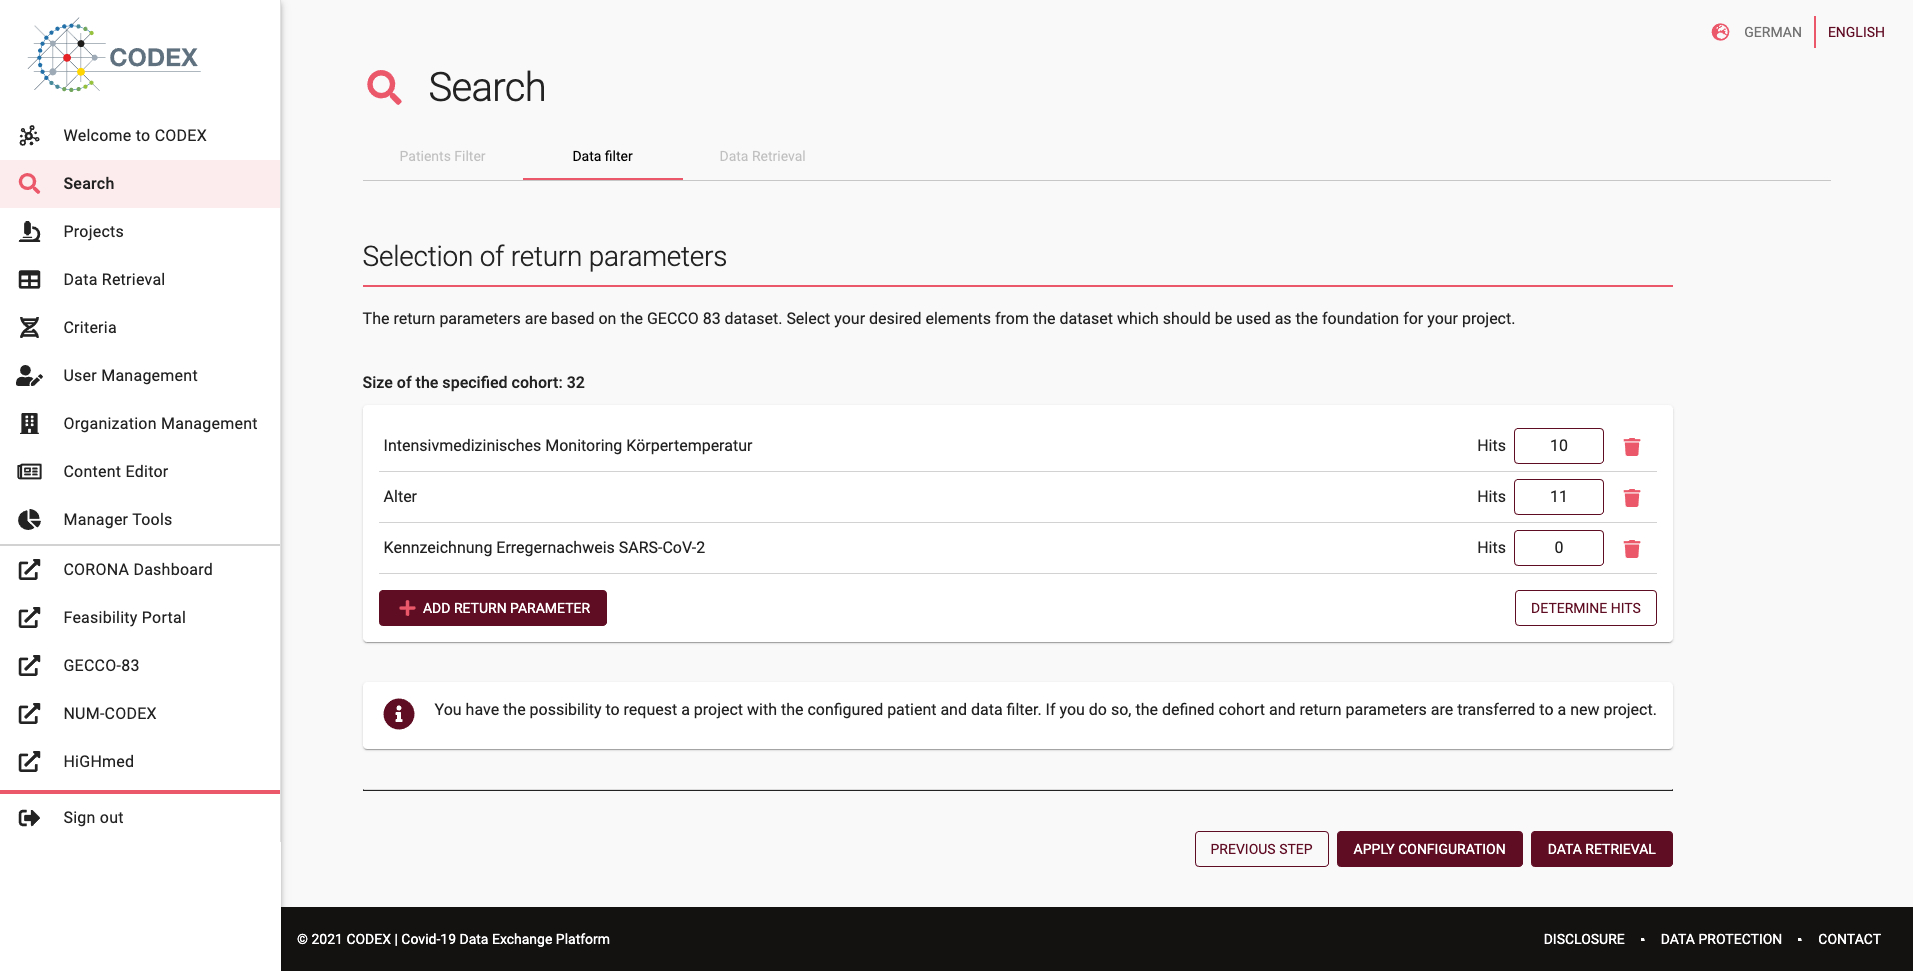 CODEX
GERMAN
ENGLISH
Search
Welcome to CODEX
Search
Projects
Data Retrieval
Criteria
User Management
Organization Management
Content Editor
Manager Tools
CORONA Dashboard
Feasibility Portal
GECCO-83
NUM-CODEX
HiGHmed
Sign out
Patients Filter
Data filter
Data Retrieval
Selection of return parameters
The return parameters are based on the GECCO 83 dataset. Select your desired elements from the dataset which should be used as the foundation for your project.
Size of the specified cohort: 32
Intensivmedizinisches Monitoring Körpertemperatur Hits 10
Alter Hits 11
Kennzeichnung Erregernachweis SARS-CoV-2 Hits 0
ADD RETURN PARAMETER
DETERMINE HITS
You have the possibility to request a project with the configured patient and data filter. If you do so, the defined cohort and return parameters are transferred to a new project.
PREVIOUS STEP
APPLY CONFIGURATION
DATA RETRIEVAL
© 2021 CODEX | Covid-19 Data Exchange Platform
DISCLOSURE • DATA PROTECTION • CONTACT